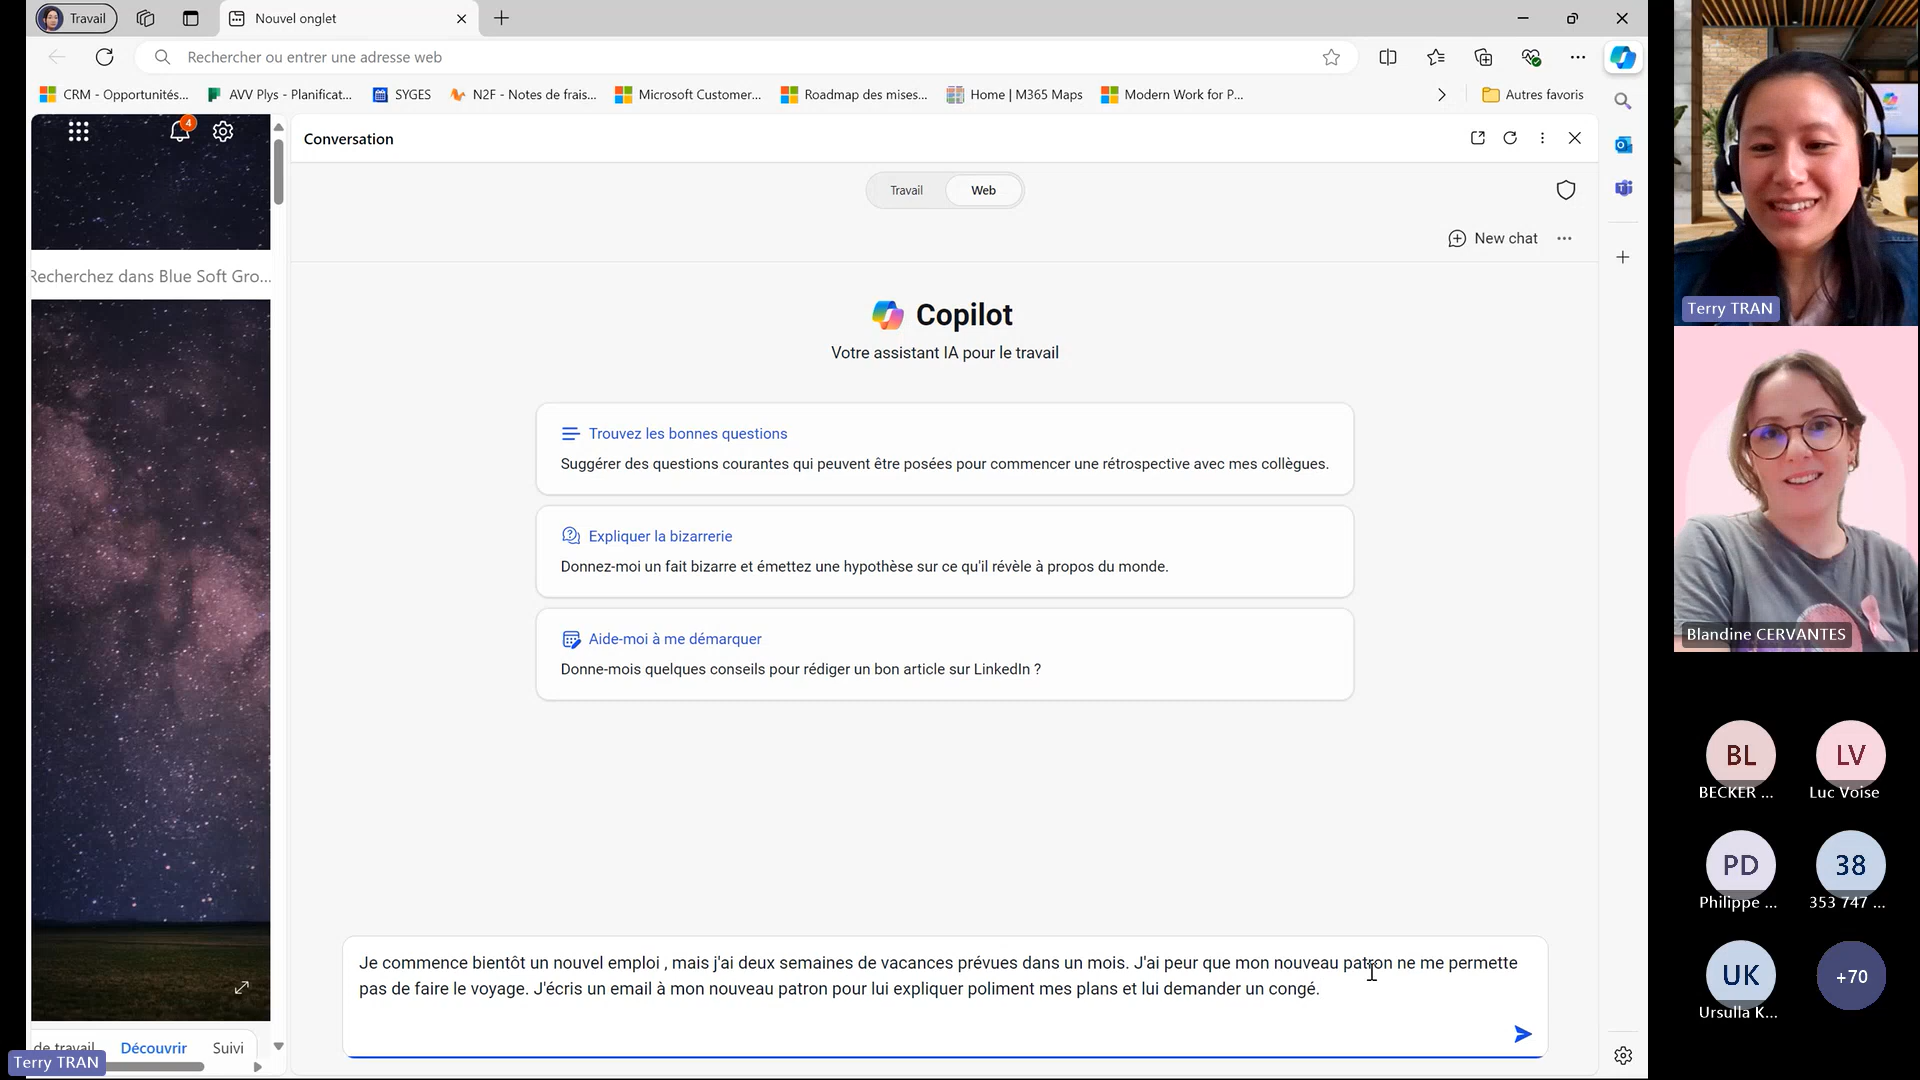 Travail
Nouvel onglet
Rechercher ou entrer une adresse web
CRM - Opportunités...
AVV Plys - Planificat...
SYGES
N2F - Notes de frais...
Microsoft Customer...
Roadmap des mises...
Home | M365 Maps
Modern Work for P...
Autres favoris
4
Recherchez dans Blue Soft Gro...
Conversation
Travail
Web
New chat
Copilot
Votre assistant IA pour le travail
Trouvez les bonnes questions
Suggérer des questions courantes qui peuvent être posées pour commencer une rétrospective avec mes collègues.
Expliquer la bizarrerie
Donnez-moi un fait bizarre et émettez une hypothèse sur ce qu'il révèle à propos du monde.
Aide-moi à me démarquer
Donne-mois quelques conseils pour rédiger un bon article sur LinkedIn ?
Je commence bientôt un nouvel emploi , mais j'ai deux semaines de vacances prévues dans un mois. J'ai peur que mon nouveau patron ne me permette
pas de faire le voyage. J'écris un email à mon nouveau patron pour lui expliquer poliment mes plans et lui demander un congé.
de travail
Découvrir
Suivi
Terry TRAN
Terry TRAN
Blandine CERVANTES
BL
BECKER ...
LV
Luc Voise
PD
Philippe ...
38
353 747 ...
UK
Ursulla K...
+70